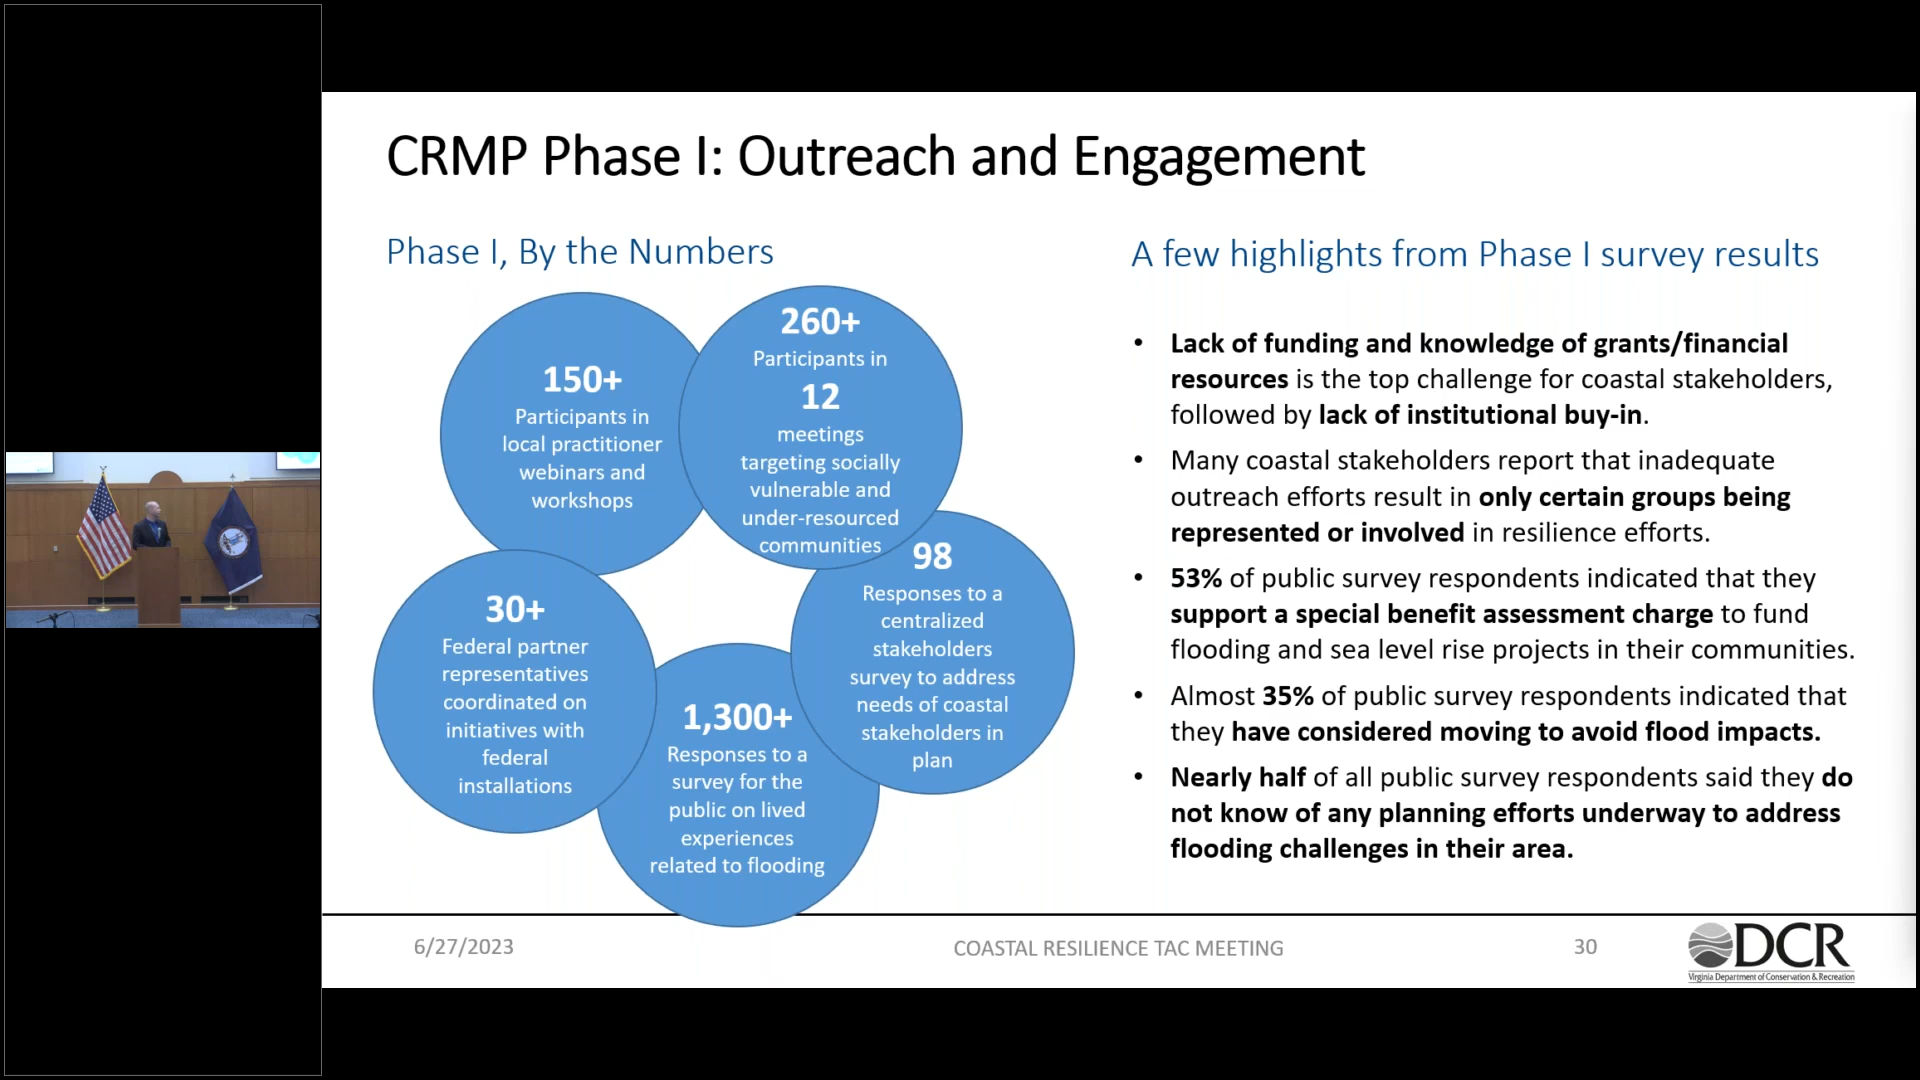 CRMP Phase I: Outreach and Engagement
Phase I, By the Numbers
150+
Participants in
local practitioner
webinars and
workshops
260+
Participants in
12
meetings
targeting socially
vulnerable and
under-resourced
communities
98
Responses to a
centralized
stakeholders
survey to address
needs of coastal
stakeholders in
plan
30+
Federal partner
representatives
coordinated on
initiatives with
federal
installations
1,300+
Responses to a
survey for the
public on lived
experiences
related to flooding
A few highlights from Phase I survey results
• Lack of funding and knowledge of grants/financial
resources is the top challenge for coastal stakeholders,
followed by lack of institutional buy-in.
• Many coastal stakeholders report that inadequate
outreach efforts result in only certain groups being
represented or involved in resilience efforts.
• 53% of public survey respondents indicated that they
support a special benefit assessment charge to fund
flooding and sea level rise projects in their communities.
• Almost 35% of public survey respondents indicated that
they have considered moving to avoid flood impacts.
• Nearly half of all public survey respondents said they do
not know of any planning efforts underway to address
flooding challenges in their area.
6/27/2023
COASTAL RESILIENCE TAC MEETING
30
DCR
Virginia Department of Conservation & Recreation